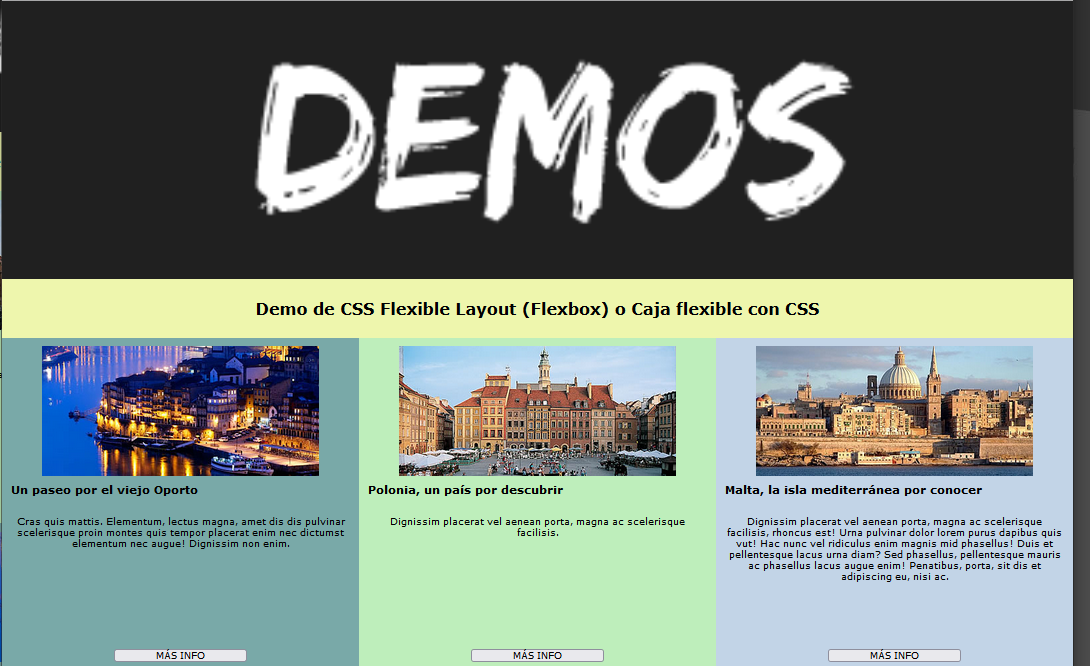 DEMOS
Demo de CSS Flexible Layout (Flexbox) o Caja flexible con CSS
Un paseo por el viejo Oporto
Cras quis mattis. Elementum, lectus magna, amet dis dis pulvinar
scelerisque proin montes quis tempor placerat enim nec dictumst
elementum nec augue! Dignissim non enim.
MÁS INFO
Polonia, un país por descubrir
Dignissim placerat vel aenean porta, magna ac scelerisque
facilisis.
MÁS INFO
Malta, la isla mediterránea por conocer
Dignissim placerat vel aenean porta, magna ac scelerisque
facilisis, rhoncus est! Urna pulvinar dolor lorem purus dapibus quis
vut! Hac nunc vel ridiculus enim magnis mid phasellus! Duis et
pellentesque lacus urna diam? Sed phasellus, pellentesque mauris
ac phasellus lacus augue enim! Penatibus, porta, sit dis et
adipiscing eu, nisi ac.
MÁS INFO